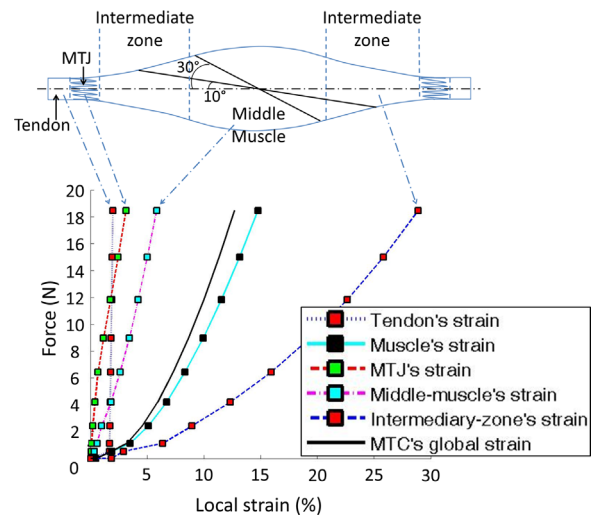 Intermediate zone
Intermediate zone
MTJ
30°
10°
Tendon
Middle
Muscle
Force (N)
20
18
16
14
12
10
8
6
4
2
0
5
10
15
20
25
30
Local strain (%)
Tendon's strain
Muscle's strain
MTJ's strain
Middle-muscle's strain
Intermediary-zone's strain
MTC's global strain